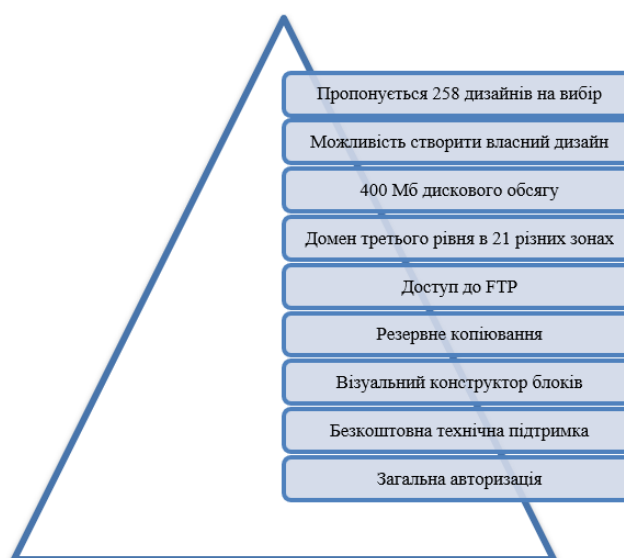 Пропонується 258 дизайнів на вибір
Можливість створити власний дизайн
400 Мб дискового обсягу
Домен третього рівня в 21 різних зонах
Доступ до FTP
Резервне копіювання
Візуальний конструктор блоків
Безкоштовна технічна підтримка
Загальна авторизація